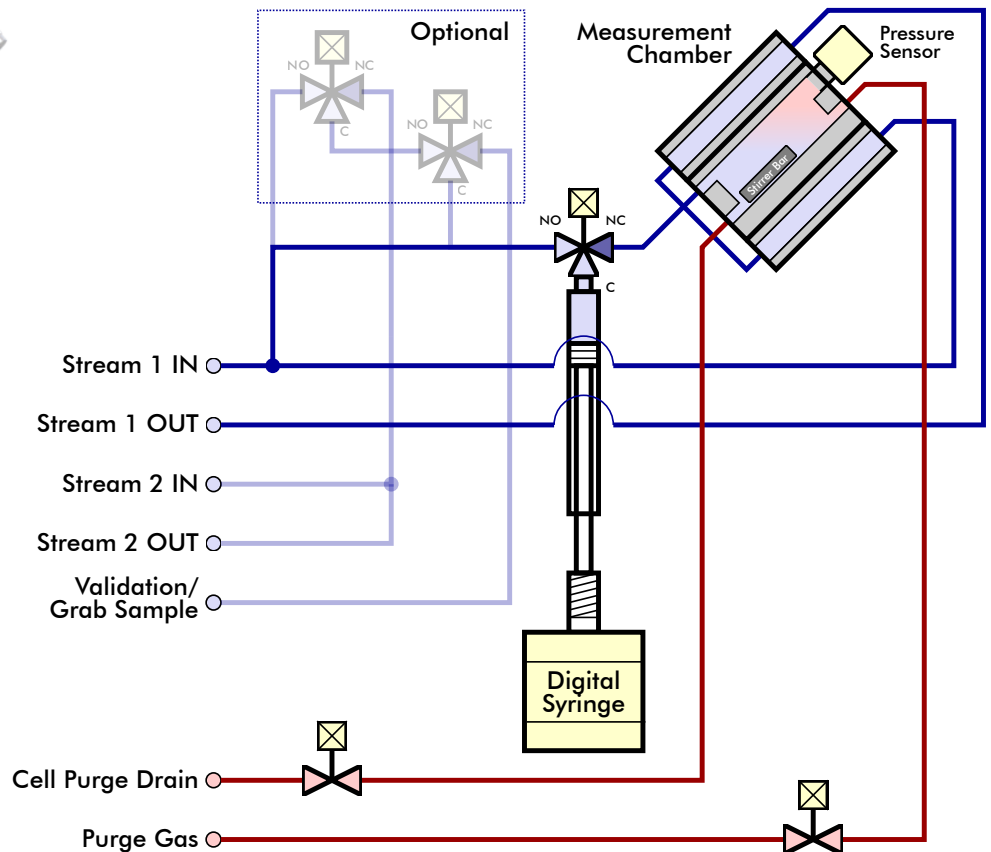 Optional
NO
NC
C
NO
NC
C
Measurement
Chamber
Pressure
Sensor
Stirrer Bar
NO
NC
C
Stream 1 IN
Stream 1 OUT
Stream 2 IN
Stream 2 OUT
Validation/
Grab Sample
Digital
Syringe
Cell Purge Drain
Purge Gas